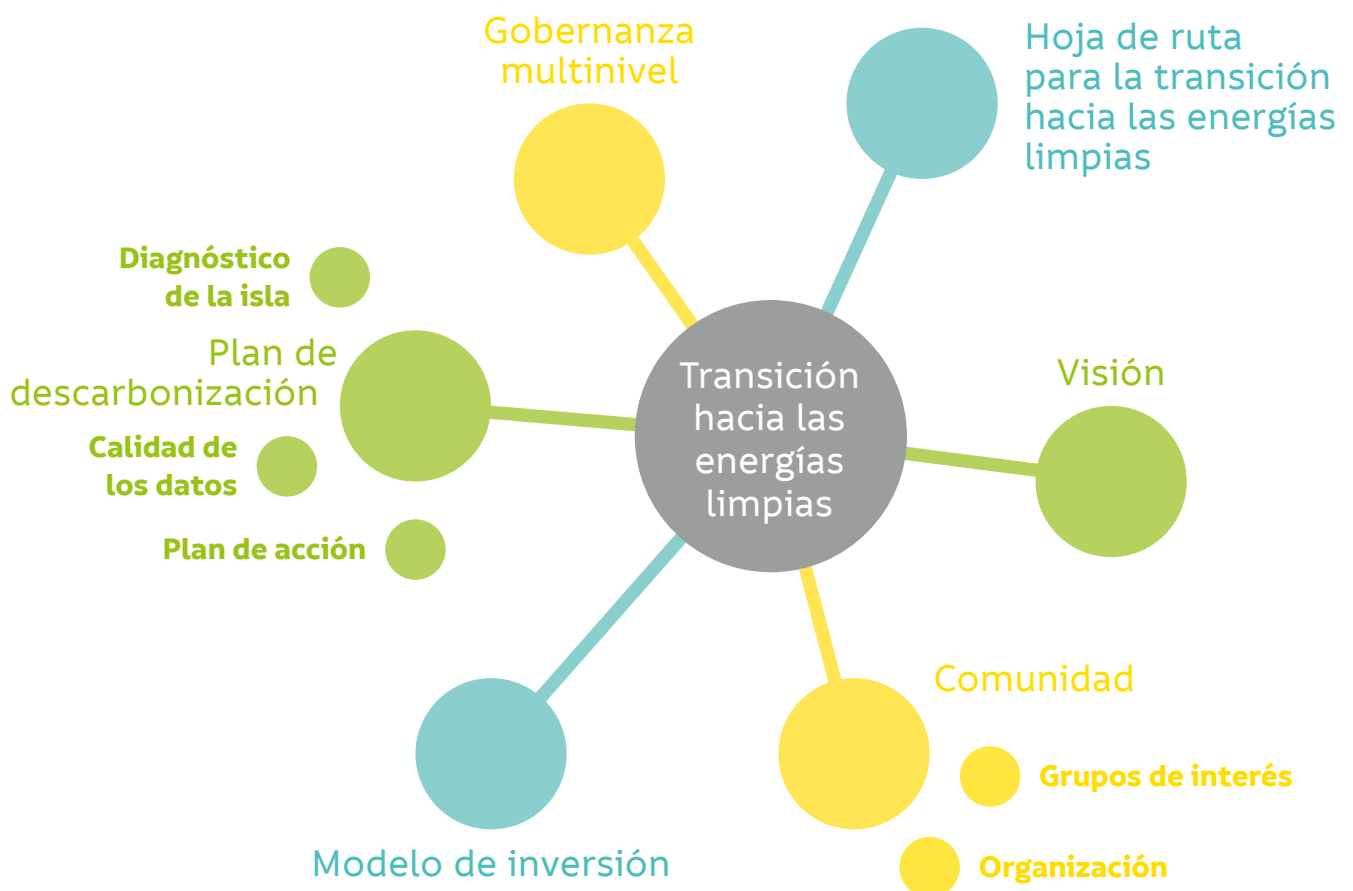 Gobernanza
multinivel
Hoja de ruta
para la transición
hacia las energías
limpias
Diagnóstico
de la isla
Plan de
descarbonización
Calidad de
los datos
Plan de acción
Transición
hacia las
energías
limpias
Visión
Comunidad
Grupos de interés
Organización
Modelo de inversión